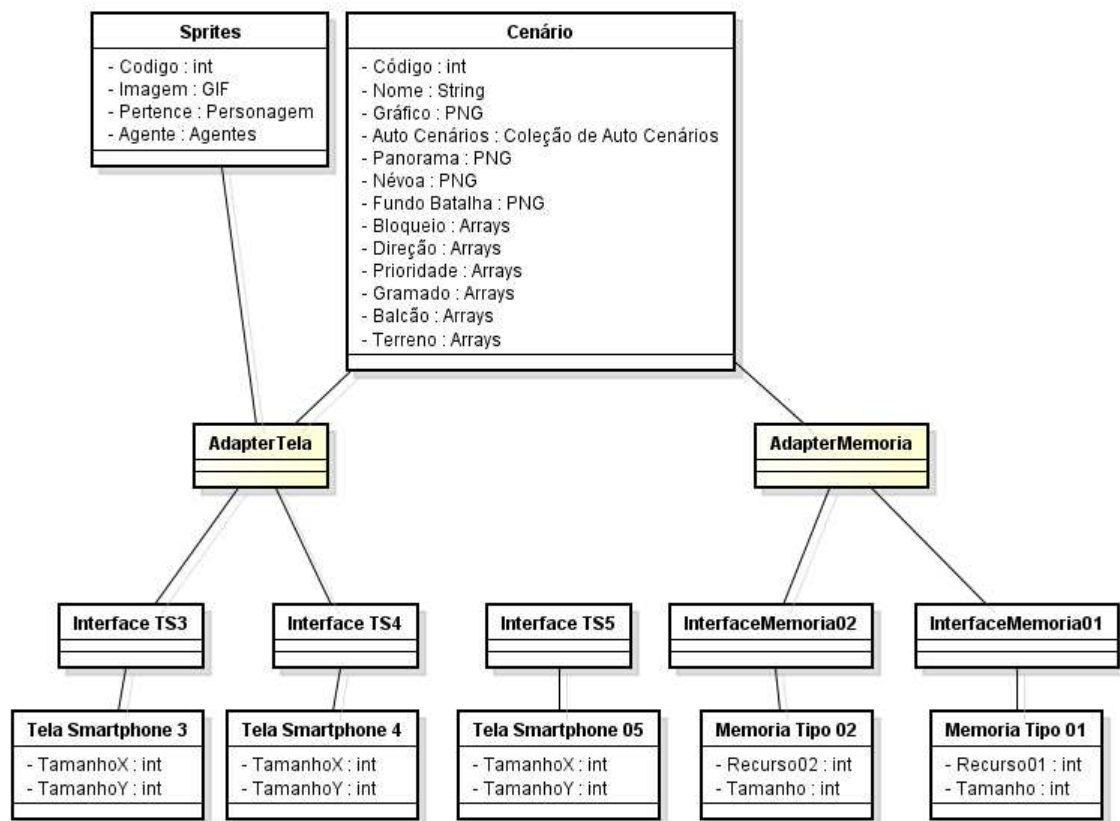 Sprites
- Codigo : int
- Imagem : GIF
- Pertence : Personagem
- Agente : Agentes
Cenário
- Código : int
- Nome : String
- Gráfico : PNG
- Auto Cenários : Coleção de Auto Cenários
- Panorama : PNG
- Névoa : PNG
- Fundo Batalha : PNG
- Bloqueio : Arrays
- Direção : Arrays
- Prioridade : Arrays
- Gramado : Arrays
- Balcão : Arrays
- Terreno : Arrays
AdapterTela
AdapterMemoria
Interface TS3
Interface TS4
Interface TS5
InterfaceMemoria02
InterfaceMemoria01
Tela Smartphone 3
- TamanhoX : int
- TamanhoY : int
Tela Smartphone 4
- TamanhoX : int
- TamanhoY : int
Tela Smartphone 05
- TamanhoX : int
- TamanhoY : int
Memoria Tipo 02
- Recurso02 : int
- Tamanho : int
Memoria Tipo 01
- Recurso01 : int
- Tamanho : int